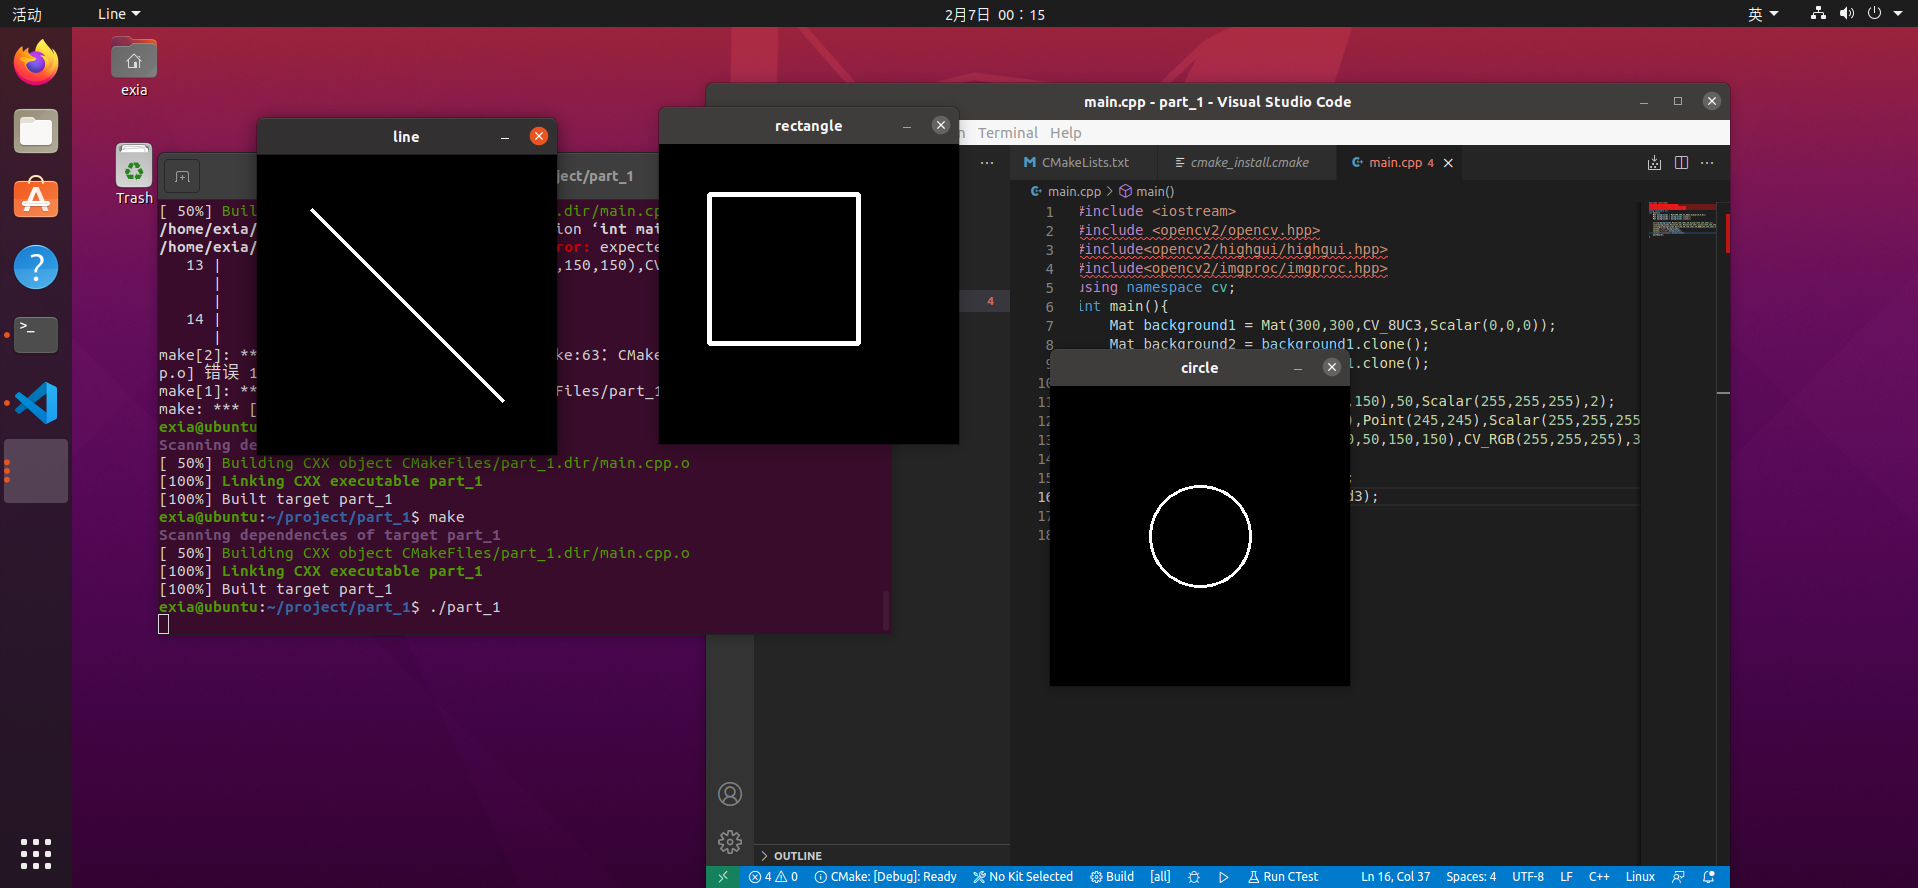 活动
Line
2月7日 00：15
英
exia
Trash
ject/part_1
[ 50%] Buil
.dir/main.cp
/home/exia/
ion ‘int mai
/home/exia/
ror: expecte
13 |
,150,150),CV
|
|
14 |
|
make[2]: **
ke:63：CMake
p.o] 错误 1
make[1]: **
Files/part_1
make: *** [
exia@ubuntu
Scanning de
[ 50%] Building CXX object CMakeFiles/part_1.dir/main.cpp.o
[100%] Linking CXX executable part_1
[100%] Built target part_1
exia@ubuntu:~/project/part_1$ make
Scanning dependencies of target part_1
[ 50%] Building CXX object CMakeFiles/part_1.dir/main.cpp.o
[100%] Linking CXX executable part_1
[100%] Built target part_1
exia@ubuntu:~/project/part_1$ ./part_1
line
rectangle
circle
main.cpp - part_1 - Visual Studio Code
Terminal Help
CMakeLists.txt
cmake_install.cmake
main.cpp 4
main.cpp > main()
4
1 #include <iostream>
2 #include <opencv2/opencv.hpp>
3 #include<opencv2/highgui/highgui.hpp>
4 #include<opencv2/imgproc/imgproc.hpp>
5 using namespace cv;
6 int main(){
7 Mat background1 = Mat(300,300,CV_8UC3,Scalar(0,0,0));
8 Mat background2 = background1.clone();
9 1.clone();
10
11 ,150),50,Scalar(255,255,255),2);
12 ),Point(245,245),Scalar(255,255,255
13 0,50,150,150),CV_RGB(255,255,255),3
14
15 ;
16 d3);
17
18
OUTLINE
4 0 CMake: [Debug]: Ready No Kit Selected Build [all] Run CTest Ln 16, Col 37 Spaces: 4 UTF-8 LF C++ Linux